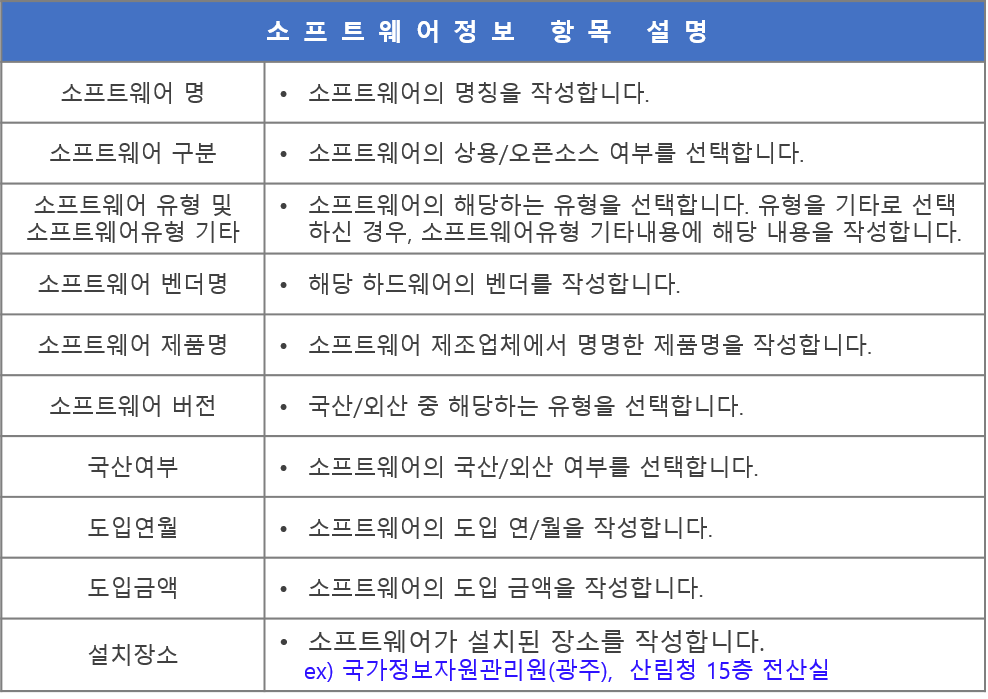 소프트웨어정보 항목 설명
소프트웨어 명
• 소프트웨어의 명칭을 작성합니다.
소프트웨어 구분
• 소프트웨어의 상용/오픈소스 여부를 선택합니다.
소프트웨어 유형 및
소프트웨어유형 기타
• 소프트웨어의 해당하는 유형을 선택합니다. 유형을 기타로 선택
하신 경우, 소프트웨어유형 기타내용에 해당 내용을 작성합니다.
소프트웨어 벤더명
• 해당 하드웨어의 벤더를 작성합니다.
소프트웨어 제품명
• 소프트웨어 제조업체에서 명명한 제품명을 작성합니다.
소프트웨어 버전
• 국산/외산 중 해당하는 유형을 선택합니다.
국산여부
• 소프트웨어의 국산/외산 여부를 선택합니다.
도입연월
• 소프트웨어의 도입 연/월을 작성합니다.
도입금액
• 소프트웨어의 도입 금액을 작성합니다.
설치장소
• 소프트웨어가 설치된 장소를 작성합니다.
ex) 국가정보자원관리원(광주), 산림청 15층 전산실